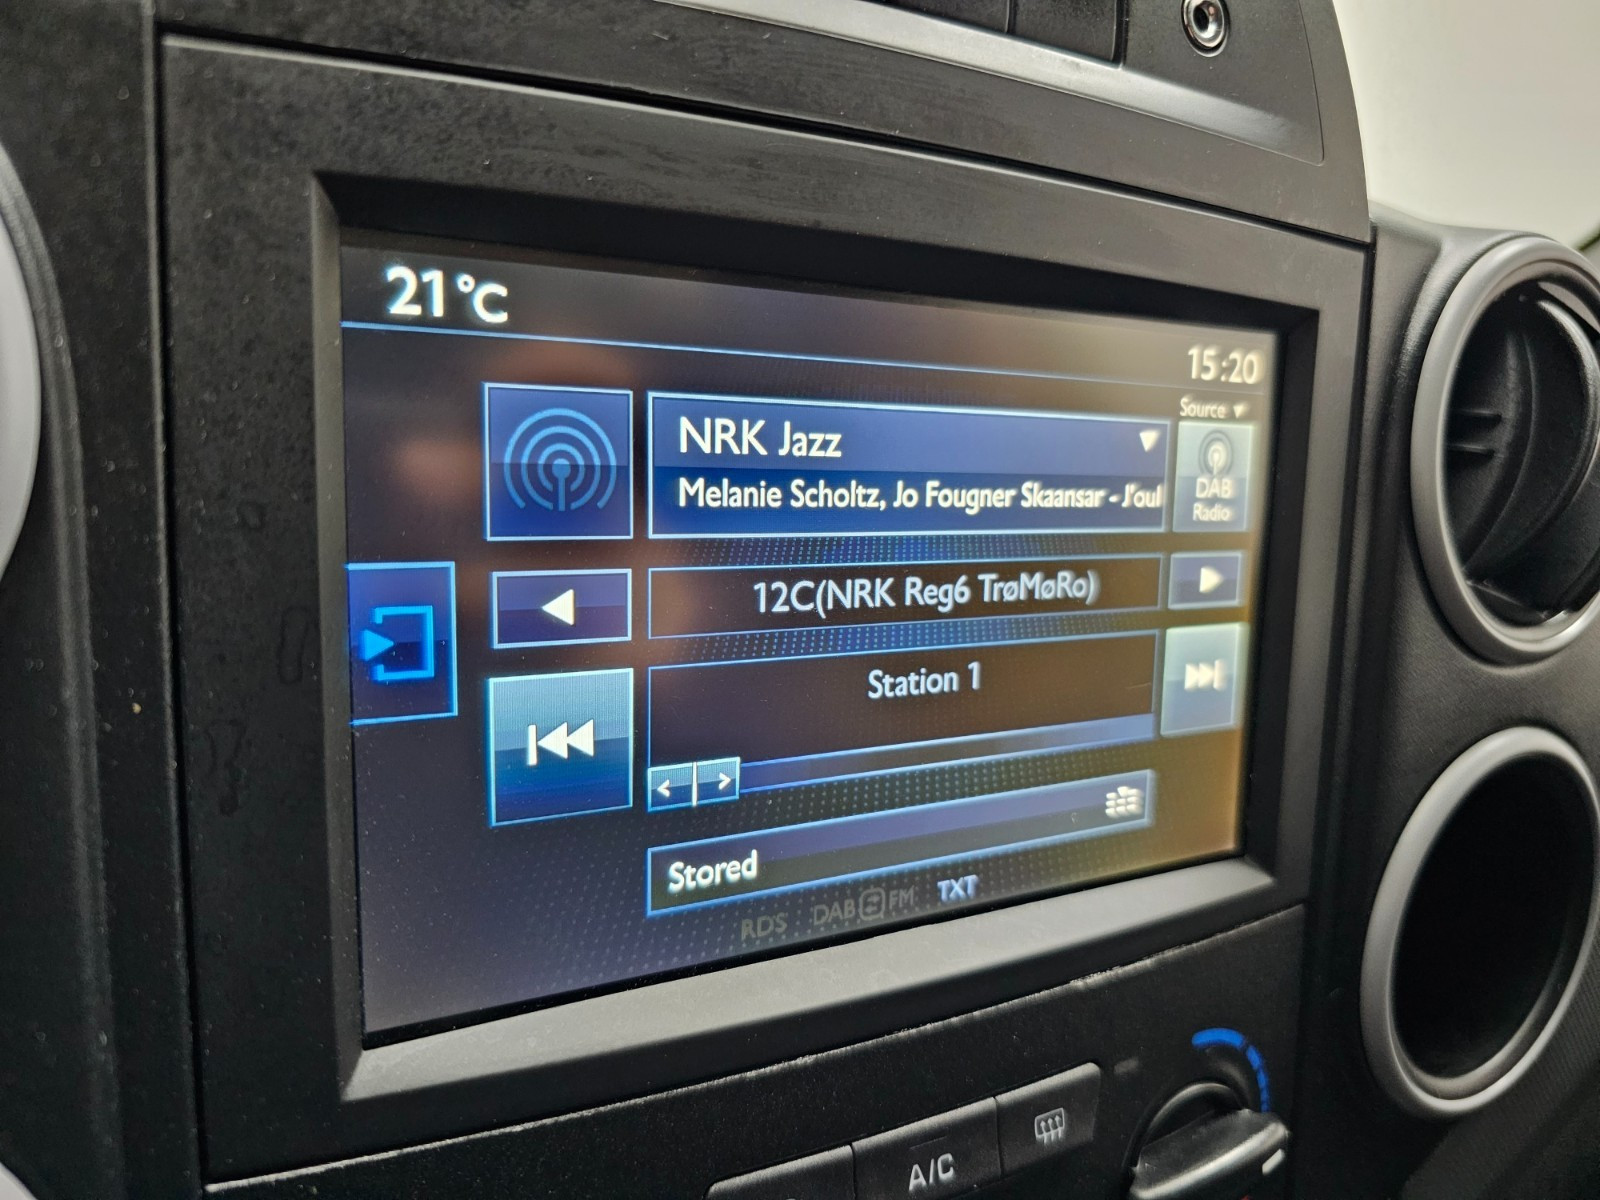 21°C
15:20
Source
NRK Jazz
Melanie Scholtz, Jo Fougner Skaansar - J'oul
DAB
Radio
12C(NRK Reg6 TrøMøRo)
Station 1
Stored
RDS DAB FM TXT
A/C